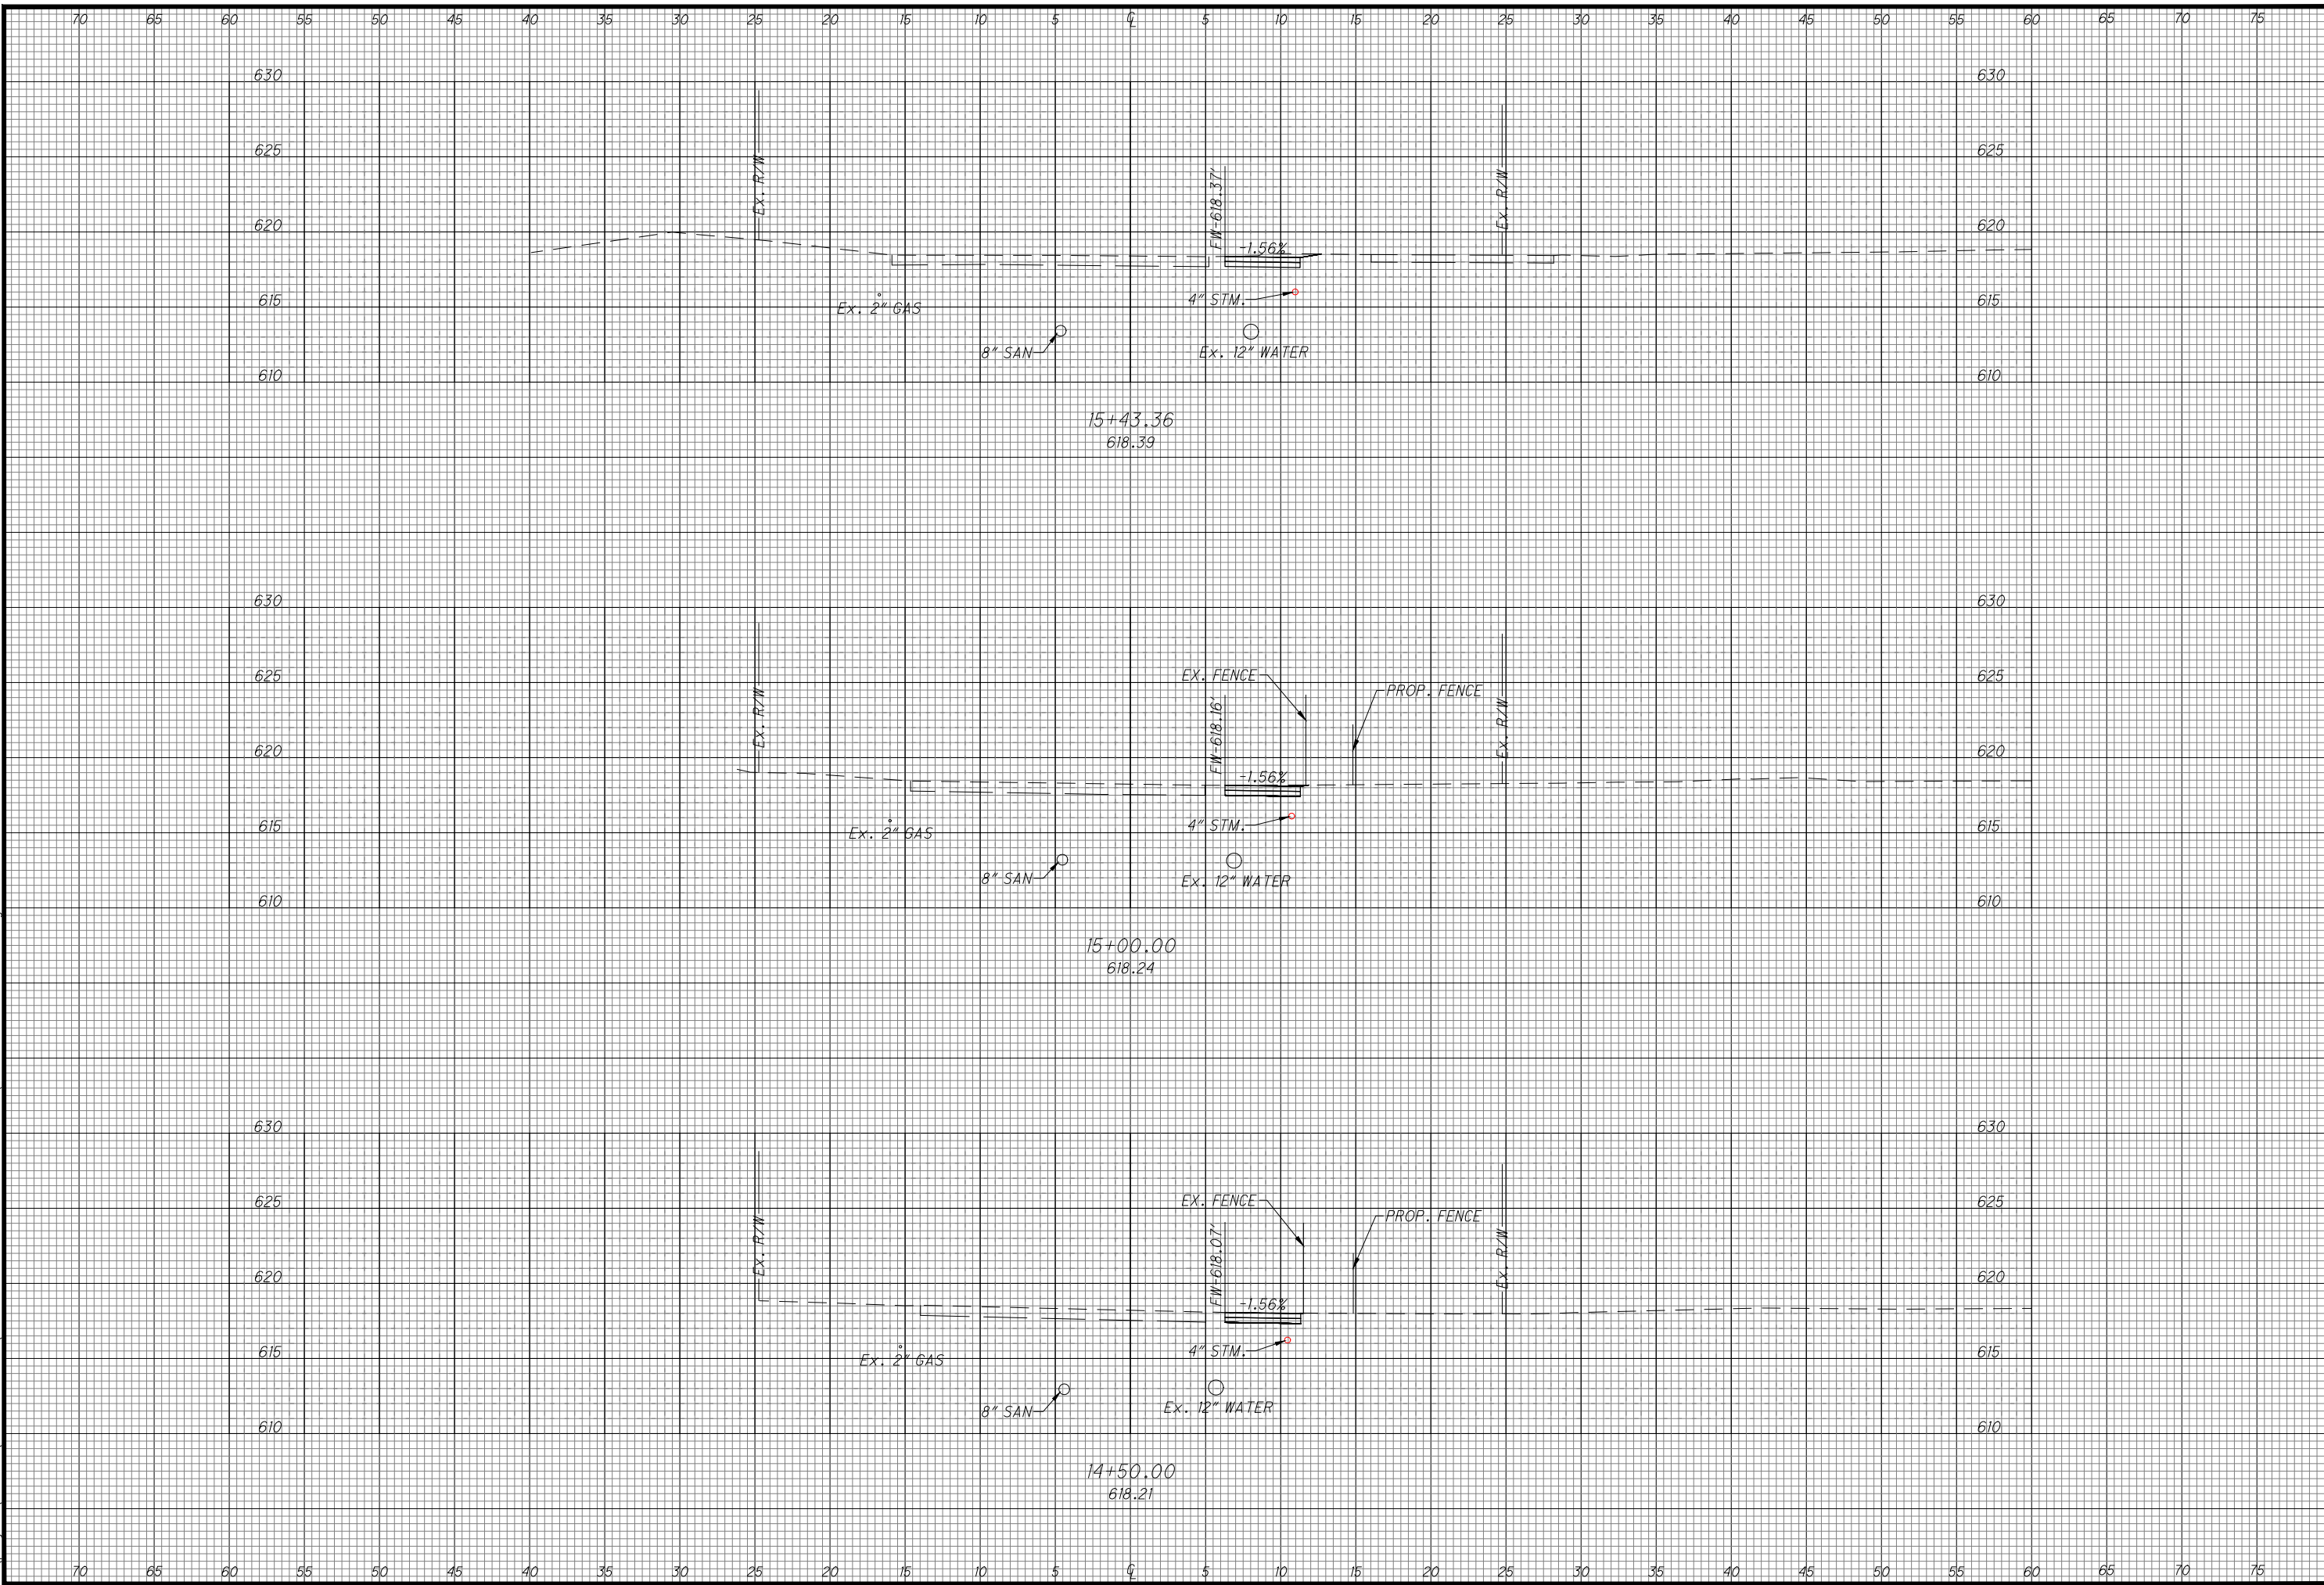 70 65 60 55 50 45 40 35 30 25 20 15 10 5 CL 5 10 15 20 25 30 35 40 45 50 55 60 65 70 75
630 630
625 625
Ex. R/W
Ex. R/W
FW-618.37'
620 620
-1.56%
615 615
Ex. 2" GAS
4" STM.
8" SAN
Ex. 12" WATER
610 610
15+43.36
618.39
630 630
EX. FENCE
625 625
PROP. FENCE
Ex. R/W
Ex. R/W
FW-618.16'
620 620
-1.56%
615 615
Ex. 2" GAS
4" STM.
8" SAN
Ex. 12" WATER
610 610
15+00.00
618.24
630 630
EX. FENCE
625 625
PROP. FENCE
Ex. R/W
Ex. R/W
FW-618.07'
620 620
-1.56%
615 615
Ex. 2" GAS
4" STM.
8" SAN
Ex. 12" WATER
610 610
14+50.00
618.21
70 65 60 55 50 45 40 35 30 25 20 15 10 5 CL 5 10 15 20 25 30 35 40 45 50 55 60 65 70 75